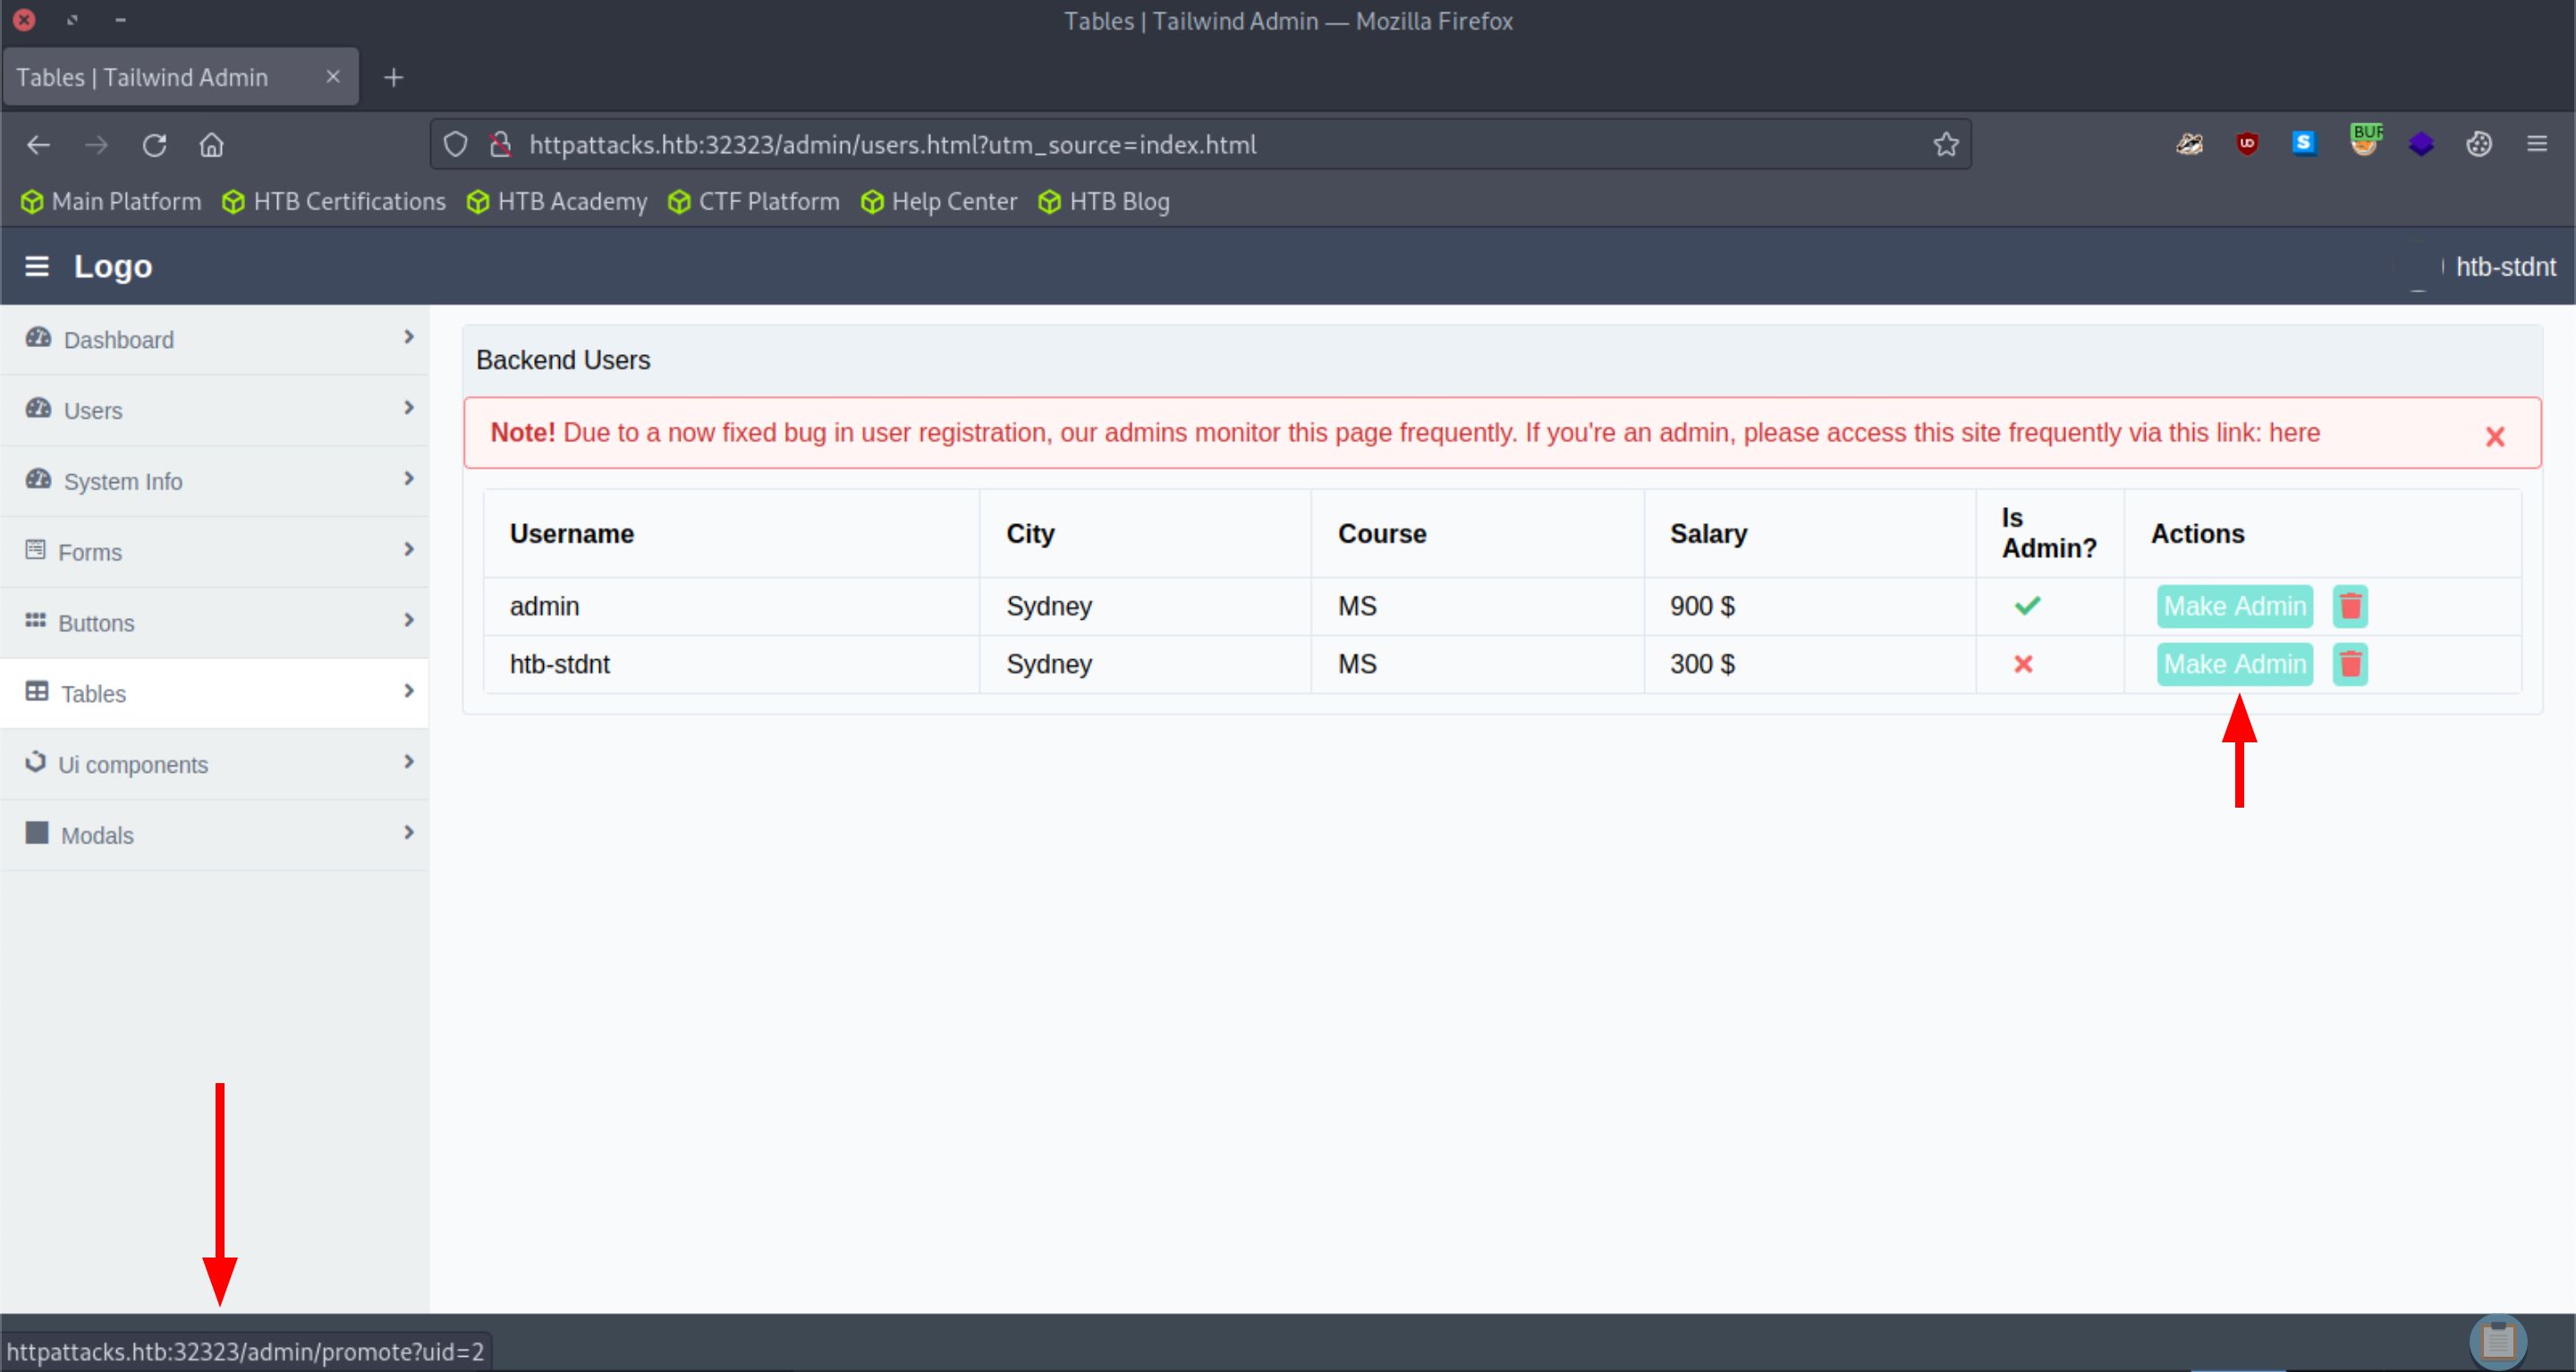 Tables | Tailwind Admin — Mozilla Firefox
Tables | Tailwind Admin
httpattacks.htb:32323/admin/users.html?utm_source=index.html
BUF
Main Platform HTB Certifications HTB Academy CTF Platform Help Center HTB Blog
Logo htb-stdnt
Dashboard
Users
System Info
Forms
Buttons
Tables
Ui components
Modals
Backend Users
Note! Due to a now fixed bug in user registration, our admins monitor this page frequently. If you're an admin, please access this site frequently via this link: here
Username City Course Salary Is Admin? Actions
admin Sydney MS 900 $ Make Admin
htb-stdnt Sydney MS 300 $ Make Admin
httpattacks.htb:32323/admin/promote?uid=2